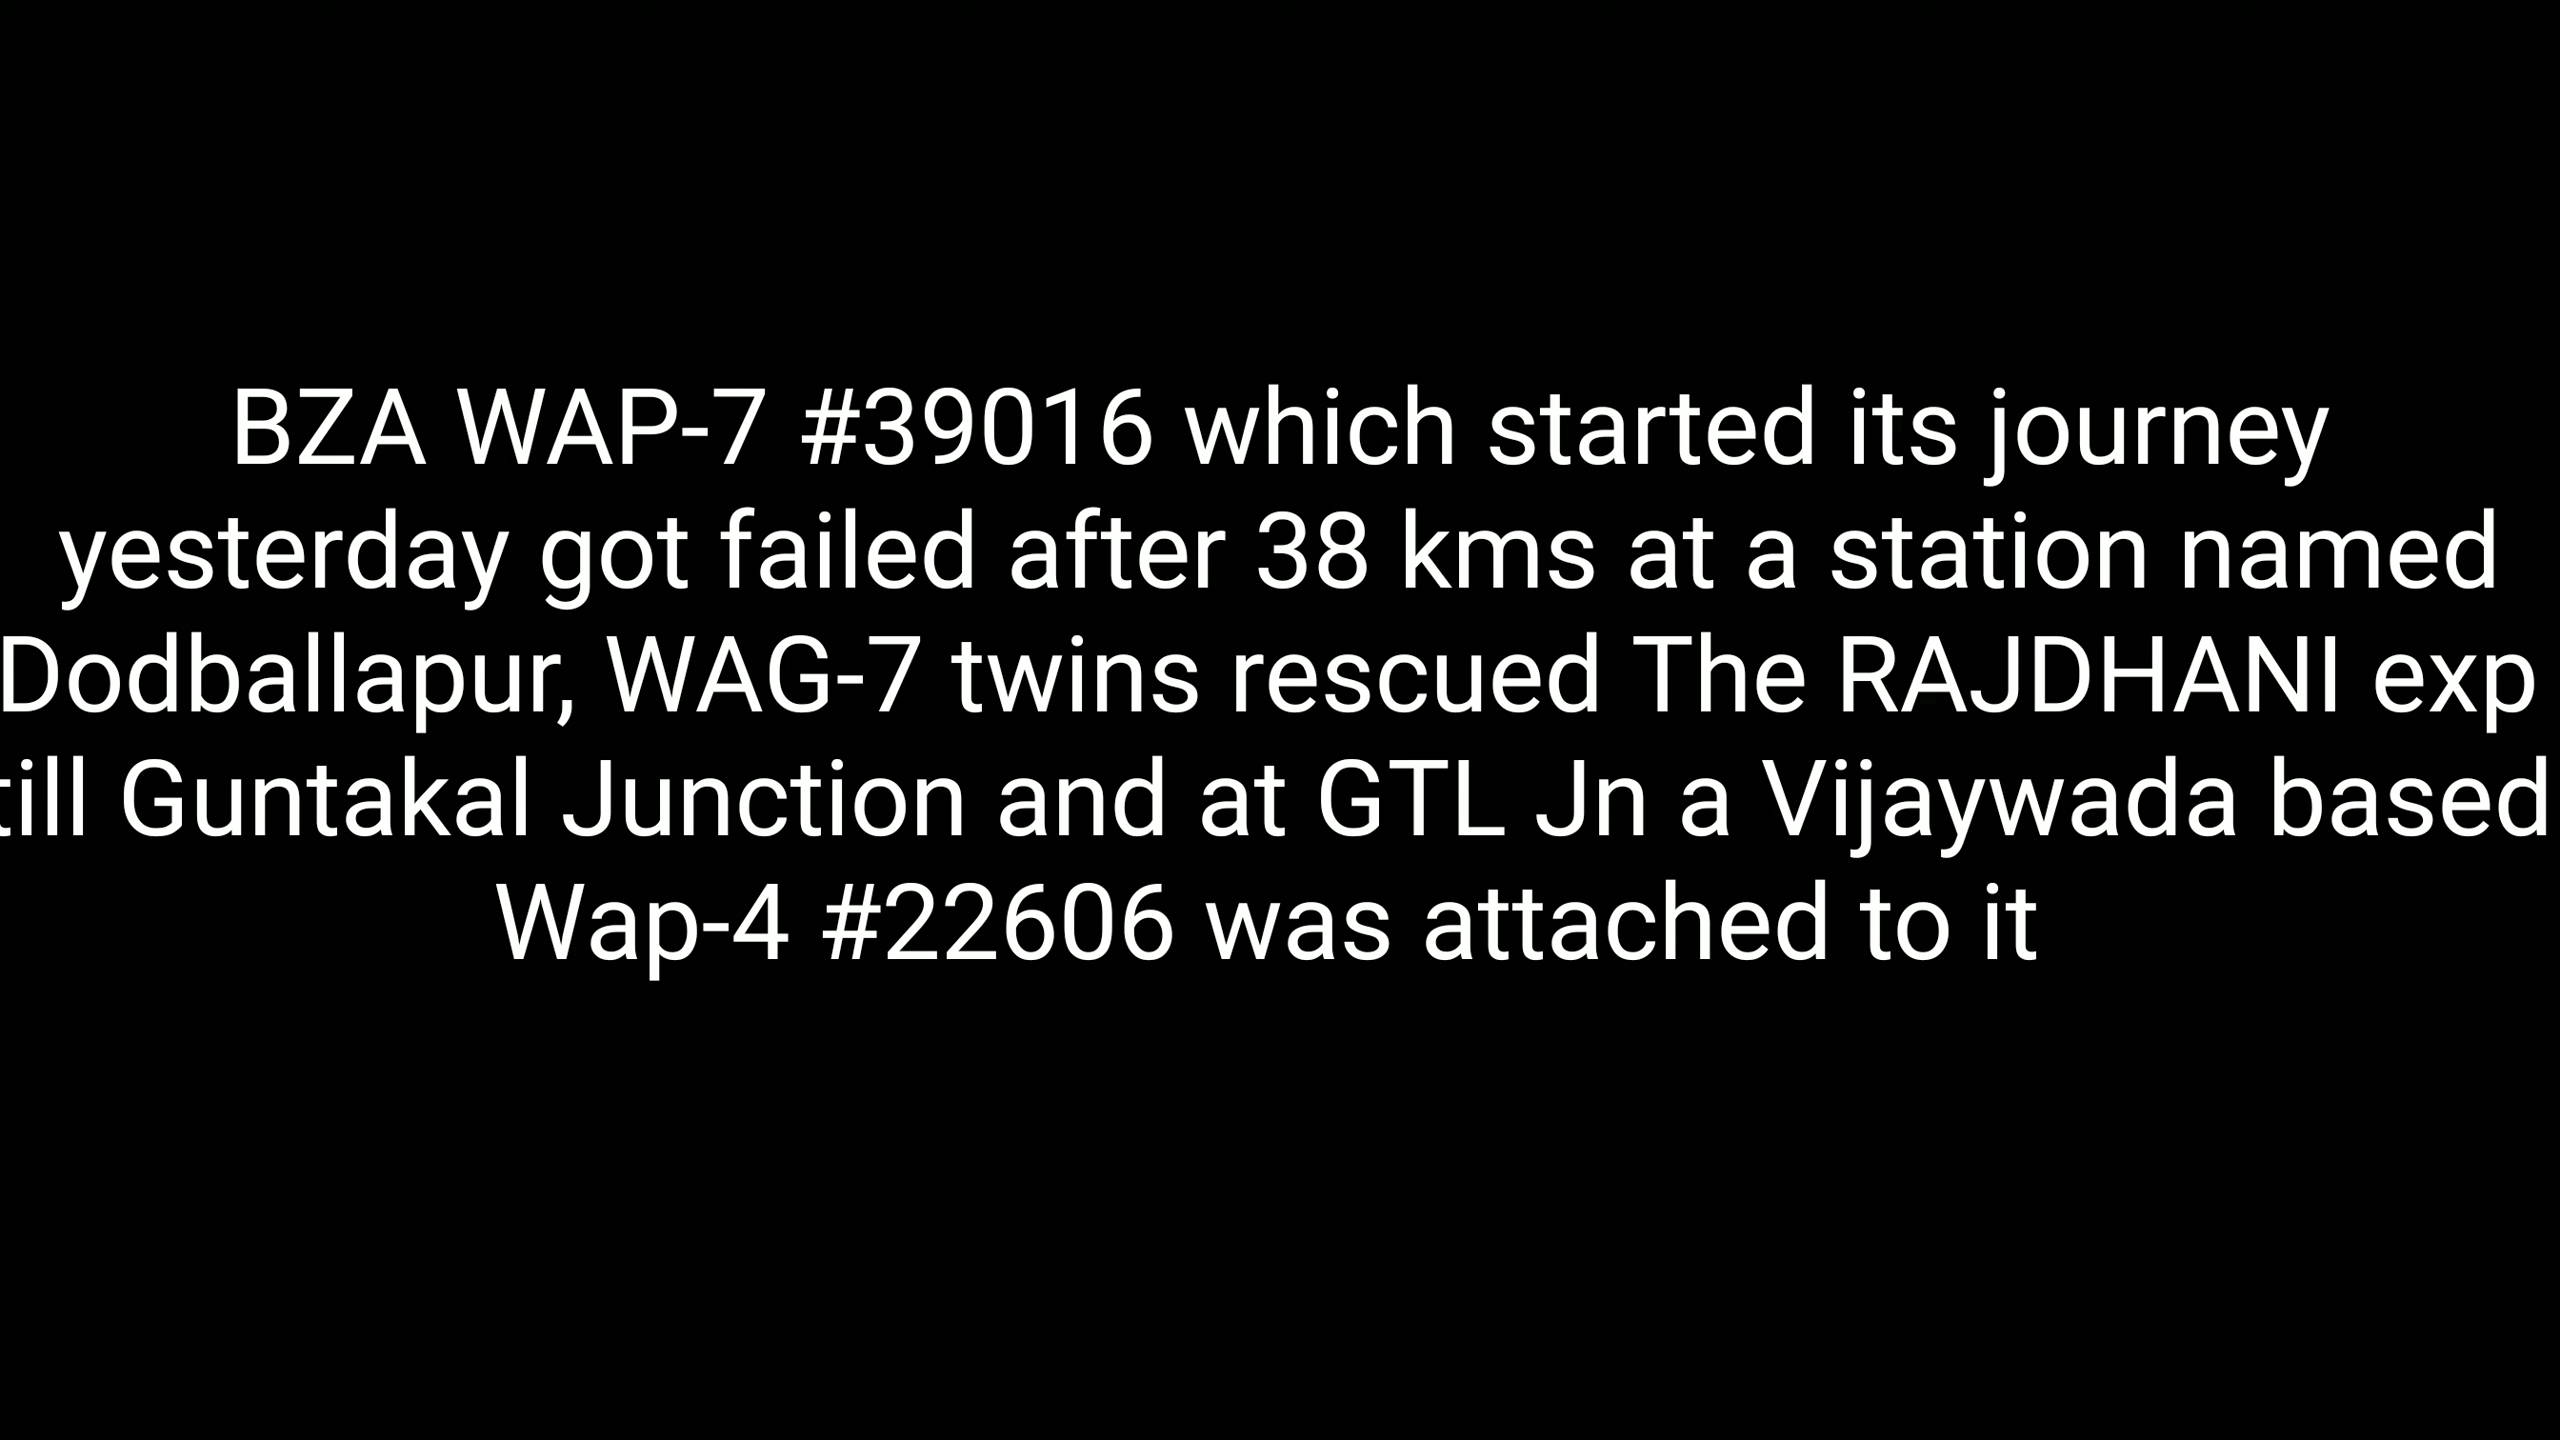 BZA WAP-7 #39016 which started its journey
yesterday got failed after 38 kms at a station named
Dodballapur, WAG-7 twins rescued The RAJDHANI exp
till Guntakal Junction and at GTL Jn a Vijaywada based
Wap-4 #22606 was attached to it